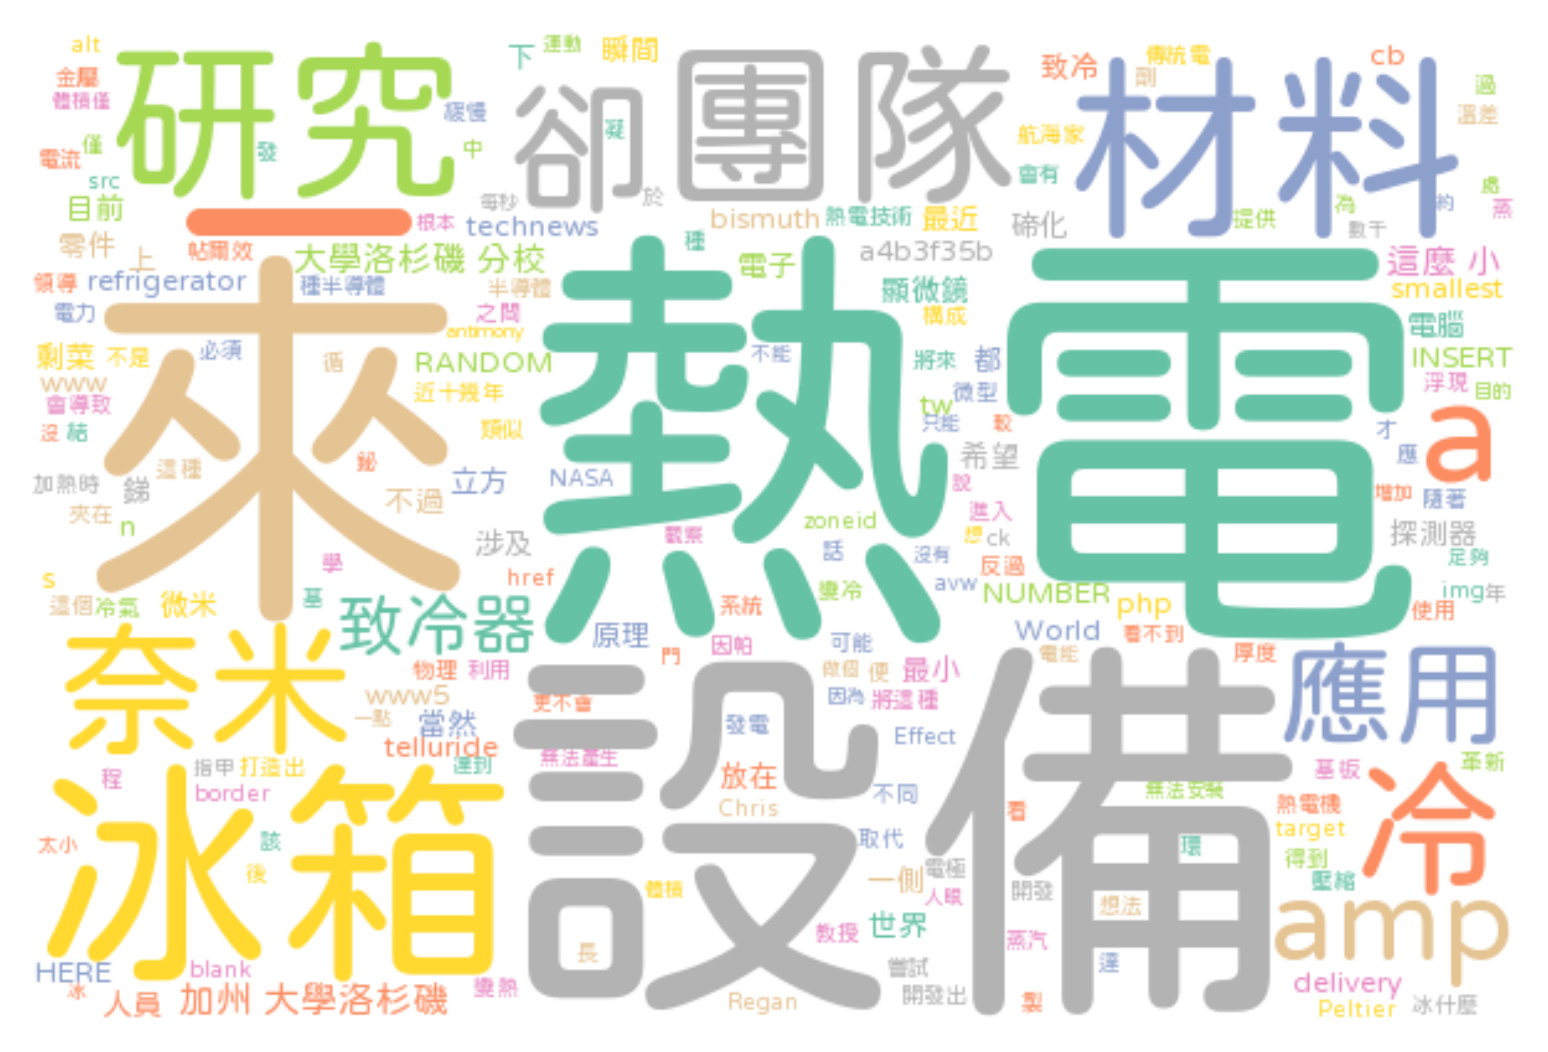 alt
研究
下
運動
瞬間
團隊
致冷
傳統電
cb
金屬
體積僅
緩慢
卻
凝
劑
材料
過
溫差
電流
僅
發
中
航海家
src
會有
處
目前
每秒
於
為
約
蒸
一
根本
technews
bismuth
熱電技術
最近
碲化
提供
數千
零件
上
帖爾效
大學洛杉磯 分校
種
電子
a4b3f35b
這麼 小
領導
refrigerator
種半導體
半導體
顯微鏡
smallest
電力
之間
antimony
構成
電腦
剩菜
不是
必須
循
RANDOM
不能
將來
都
INSERT
www
來
熱電
浮現
目的
會導致
近十幾年
微型
tw
a
沒
結
類似
只能
較
才
這種
鉍
希望
應
加熱時
銻
立方
NASA
說
增加
隨著
夾在
n
不過
zoneid
進入
探測器
涉及
觀察
話
沒有
想
ck
s
學
href
反過
足夠
這個
冷氣
微米
基
變冷
avw
NUMBER
php
img
年
致冷器
系統
World
看不到
使用
原理
因帕
可能
奈米
門
電能
厚度
應用
物理
利用
做個
便
最小
www5
更不會
因為
將這種
一點
當然
發電
Effect
telluride
無法產生
程
指甲
打造出
達到
放在
基板
革新
border
Chris
不同
無法安裝
冷
冰箱
設備
看
熱電機
太小
該
取代
環
target
後
得到
一側
電極
壓縮
體積
人眼
開發
想法
amp
世界
長
教授
蒸汽
HERE
blank
嘗試
達
delivery
冰
人員
加州 大學洛杉磯
變熱
Regan
開發出
製
Peltier
冰什麼